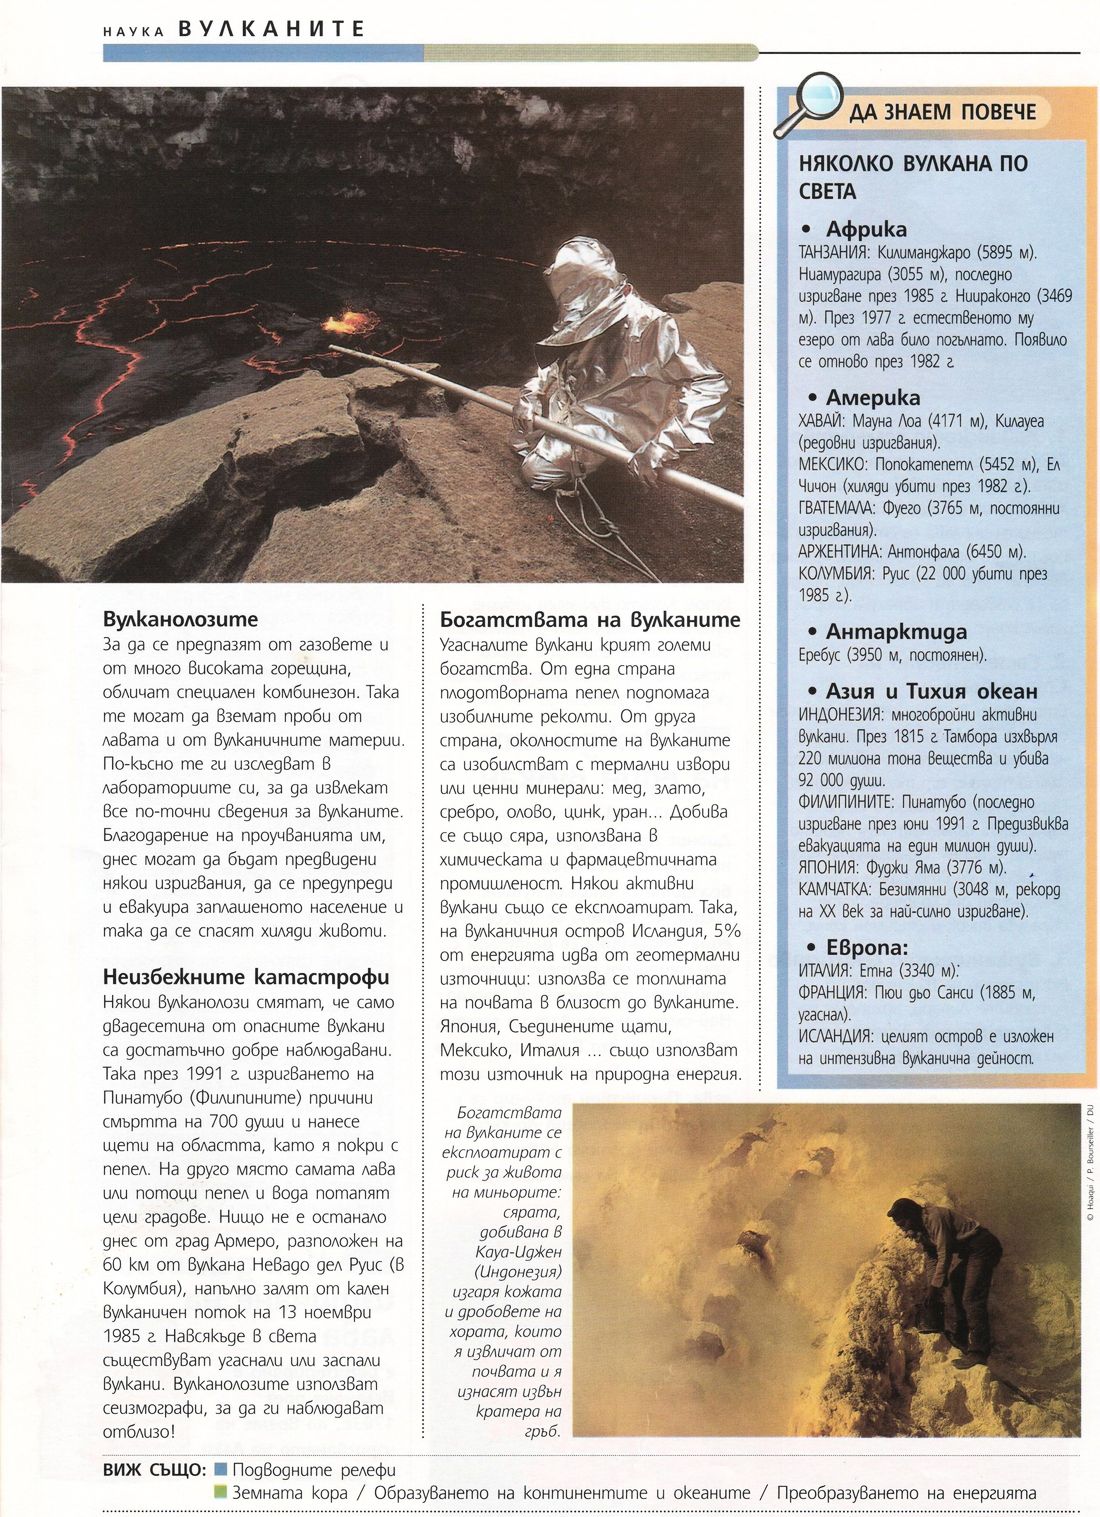 НАУКА ВУЛКАНИТЕ
Вулканолозите
За да се предпазят от газовете и
от много високата горещина,
обличат специален комбинезон. Така
те могат да вземат проби от
лавата и от вулканичните материи.
По-късно те ги изследват в
лабораториите си, за да извлекат
все по-точни сведения за вулканите.
Благодарение на проучванията им,
днес могат да бъдат предвидени
някои изригвания, да се предупреди
и евакуира заплашеното население и
така да се спасят хиляди животи.
Неизбежните катастрофи
Някои вулканолози смятат, че само
двадесетина от опасните вулкани
са достатъчно добре наблюдавани.
Така през 1991 г. изригването на
Пинатубо (Филипините) причини
смъртта на 700 души и нанесе
щети на областта, като я покри с
пепел. На друго място самата лава
или потоци пепел и вода потапят
цели градове. Нищо не е останало
днес от град Армеро, разположен на
60 км от вулкана Невадо дел Руис (в
Колумбия), напълно залят от кален
вулканичен поток на 13 ноември
1985 г. Навсякъде в света
съществуват угаснали или заспали
вулкани. Вулканолозите използват
сеизмографи, за да ги наблюдават
отблизо!
Богатствата на вулканите
Угасналите вулкани крият големи
богатства. От една страна
плодотворната пепел подпомага
изобилните реколти. От друга
страна, околностите на вулканите
са изобилстват с термални извори
или ценни минерали: мед, злато,
сребро, олово, цинк, уран... Добива
се също сяра, използвана в
химическата и фармацевтичната
промишленост. Някои активни
вулкани също се експлоатират. Така,
на вулканичния остров Исландия, 5%
от енергията идва от геотермални
източници: използва се топлината
на почвата в близост до вулканите.
Япония, Съединените щати,
Мексико, Италия ... също използват
този източник на природна енергия.
Богатствата
на вулканите се
експлоатират с
риск за живота
на миньорите:
сярата,
добивана в
Кауа-Иджен
(Индонезия)
изгаря кожата
и дробовете на
хората, които
я извличат от
почвата и я
изнасят извън
кратера на
гръб.
ДА ЗНАЕМ ПОВЕЧЕ
НЯКОЛКО ВУЛКАНА ПО
СВЕТА
• Африка
ТАНЗАНИЯ: Килиманджаро (5895 м).
Ниамурагира (3055 м), последно
изригване през 1985 г. Ниираконго (3469
м). През 1977 г. естественото му
езеро от лава било погълнато. Появило
се отново през 1982 г.
• Америка
ХАВАЙ: Мауна Лоа (4171 м), Килауеа
(редовни изригвания).
МЕКСИКО: Попокатепетл (5452 м), Ел
Чичон (хиляди убити през 1982 г.).
ГВАТЕМАЛА: Фуего (3765 м, постоянни
изригвания).
АРЖЕНТИНА: Антонфала (6450 м).
КОЛУМБИЯ: Руис (22 000 убити през
1985 г.).
• Антарктида
Еребус (3950 м, постоянен).
• Азия и Тихия океан
ИНДОНЕЗИЯ: многобройни активни
вулкани. През 1815 г. Тамбора изхвърля
220 милиона тона вещества и убива
92 000 души.
ФИЛИПИНИТЕ: Пинатубо (последно
изригване през юни 1991 г. Предизвиква
евакуацията на един милион души).
ЯПОНИЯ: Фуджи Яма (3776 м).
КАМЧАТКА: Безимянни (3048 м, рекорд
на XX век за най-силно изригване).
• Европа:
ИТАЛИЯ: Етна (3340 м):
ФРАНЦИЯ: Пюи дьо Санси (1885 м,
угаснал).
ИСЛАНДИЯ: целият остров е изложен
на интензивна вулканична дейност.
© Hoaqui / P. Bourseiller / DIJ
ВИЖ СЪЩО: Подводните релефи
Земната кора / Образуването на континентите и океаните / Преобразуването на енергията